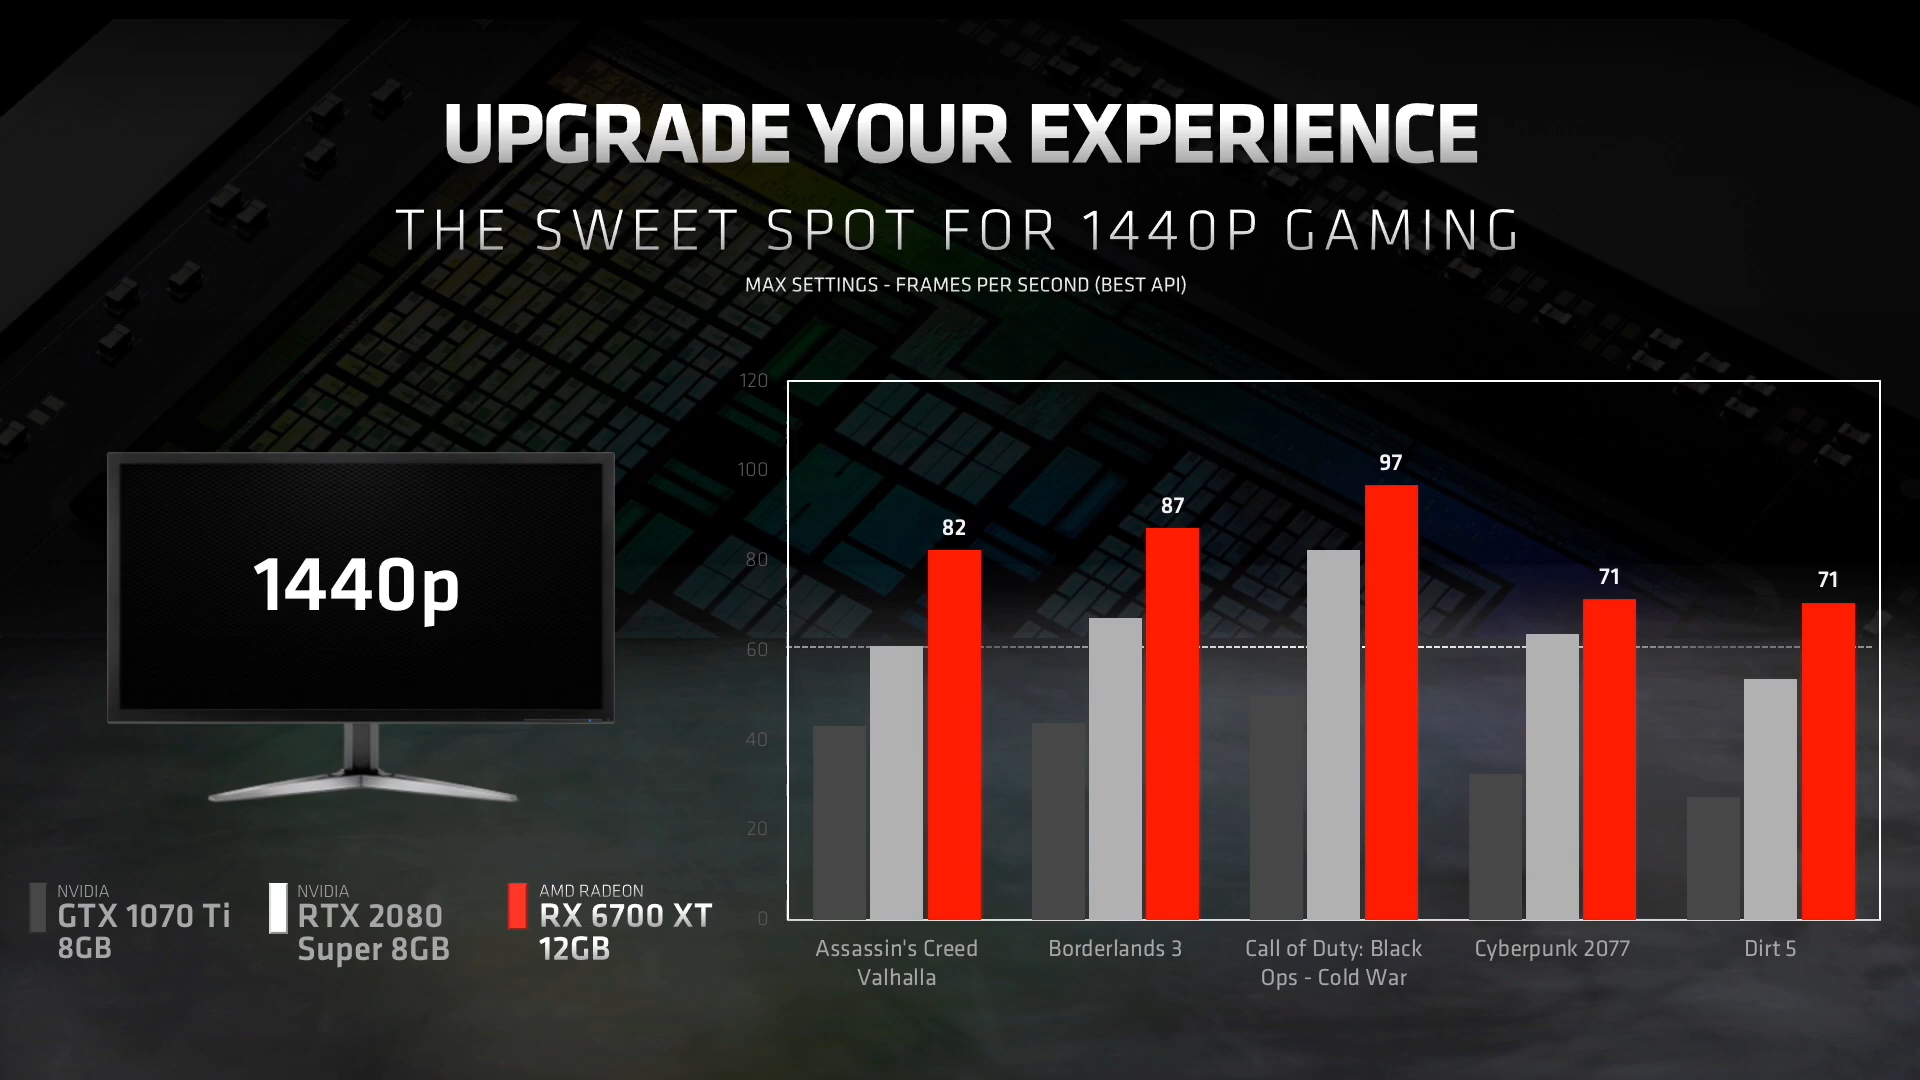 UPGRADE YOUR EXPERIENCE
THE SWEET SPOT FOR 1440P GAMING
MAX SETTINGS - FRAMES PER SECOND (BEST API)
1440p
NVIDIA
GTX 1070 Ti
8GB
NVIDIA
RTX 2080
Super 8GB
AMD RADEON
RX 6700 XT
12GB
120
100
80
60
40
20
0
82
87
97
71
71
Assassin's Creed
Valhalla
Borderlands 3
Call of Duty: Black
Ops - Cold War
Cyberpunk 2077
Dirt 5